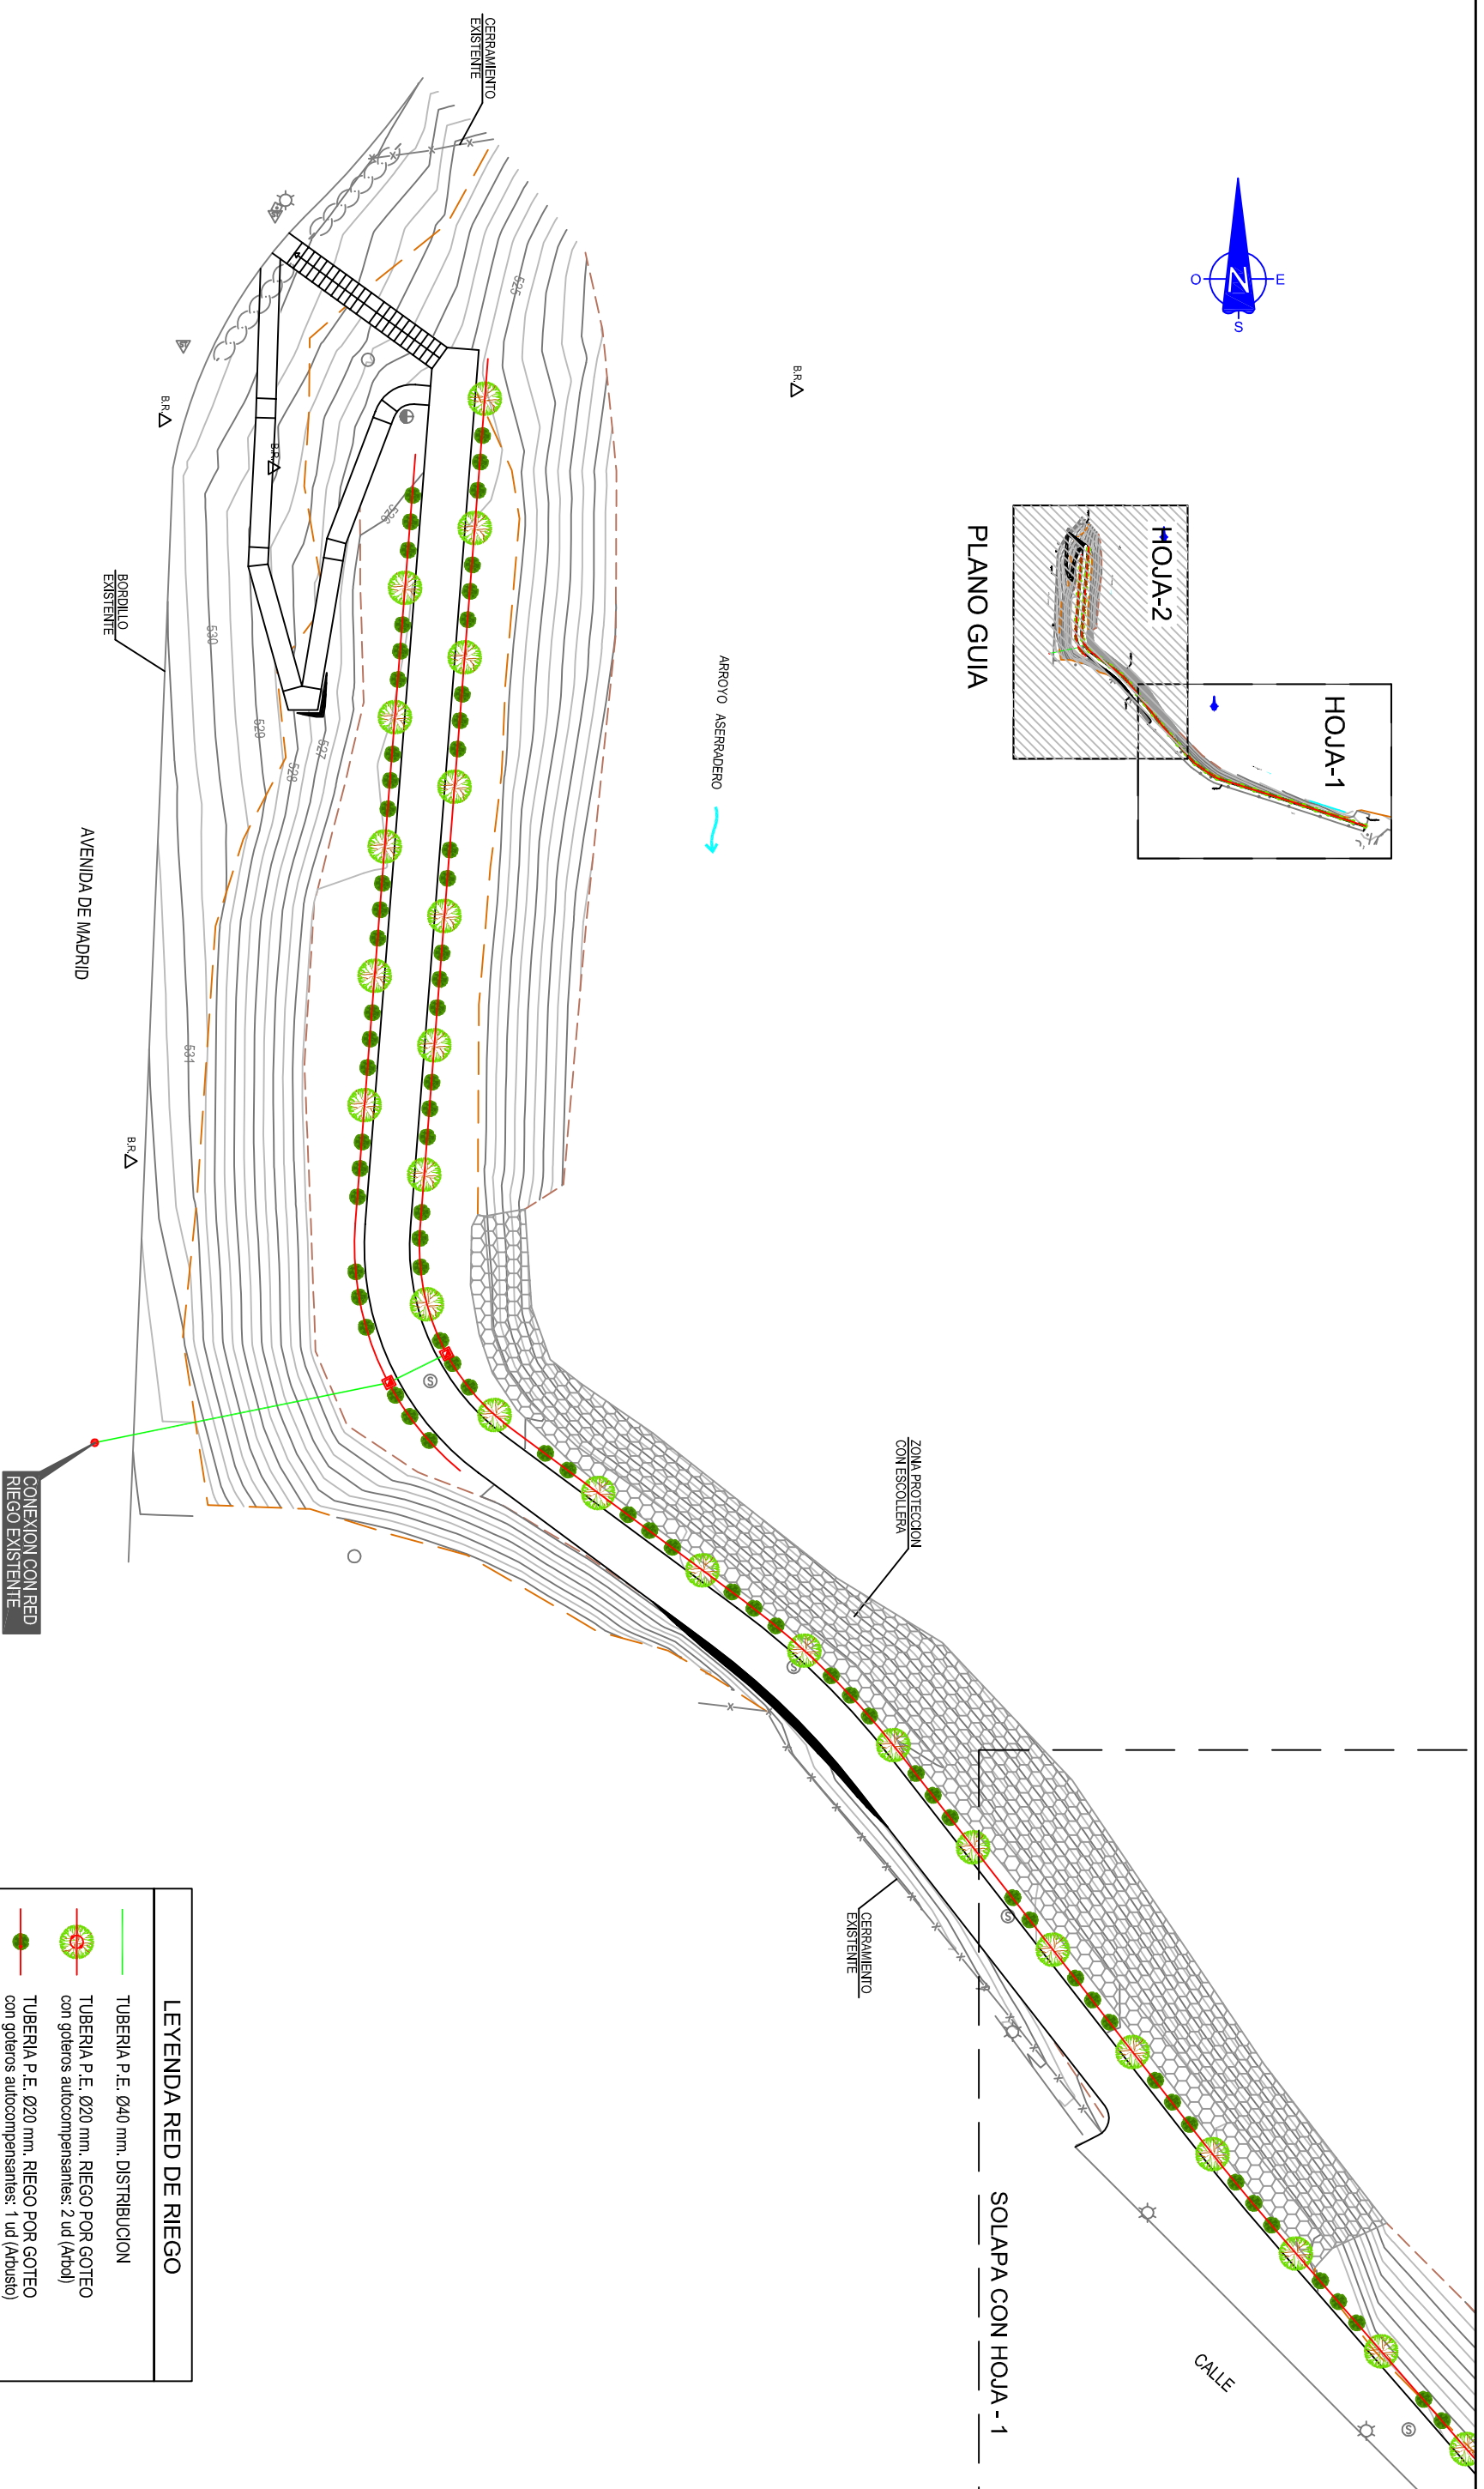 CERRAMIENTO
EXISTENTE
O
N
E
S
525
B.R.
B.R.
B.R.
526
HOJA-2
HOJA-1
PLANO GUIA
BORDILLO
EXISTENTE
530
529
528
527
ARROYO ASERRADERO
AVENIDA DE MADRID
531
B.R.
S
CONEXION CON RED
RIEGO EXISTENTE
ZONA PROTECCION
CON ESCOLLERA
S
S
CERRAMIENTO
EXISTENTE
SOLAPA CON HOJA - 1
CALLE
S
LEYENDA RED DE RIEGO
TUBERIA P.E. Ø40 mm. DISTRIBUCION
TUBERIA P.E. Ø20 mm. RIEGO POR GOTEO
con goteros autocompensantes: 2 ud (Arbol)
TUBERIA P.E. Ø20 mm. RIEGO POR GOTEO
con goteros autocompensantes: 1 ud (Arbusto)